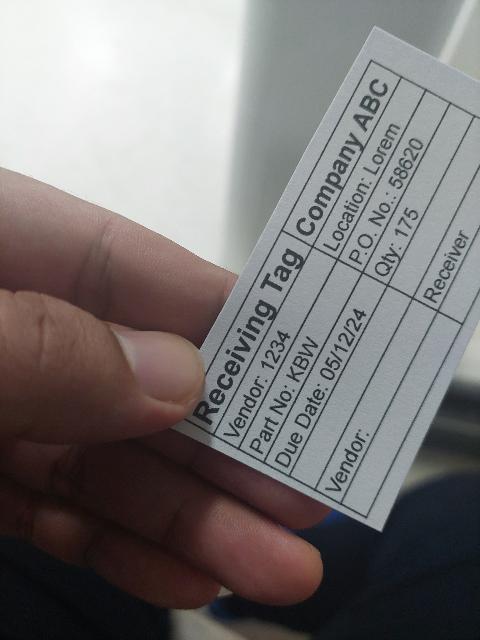 Receiving Tag Company ABC
Vendor: 1234 Location: Lorem
Part No: KBW P.O. No.: 58620
Due Date: 05/12/24 Qty: 175
Vendor: Receiver